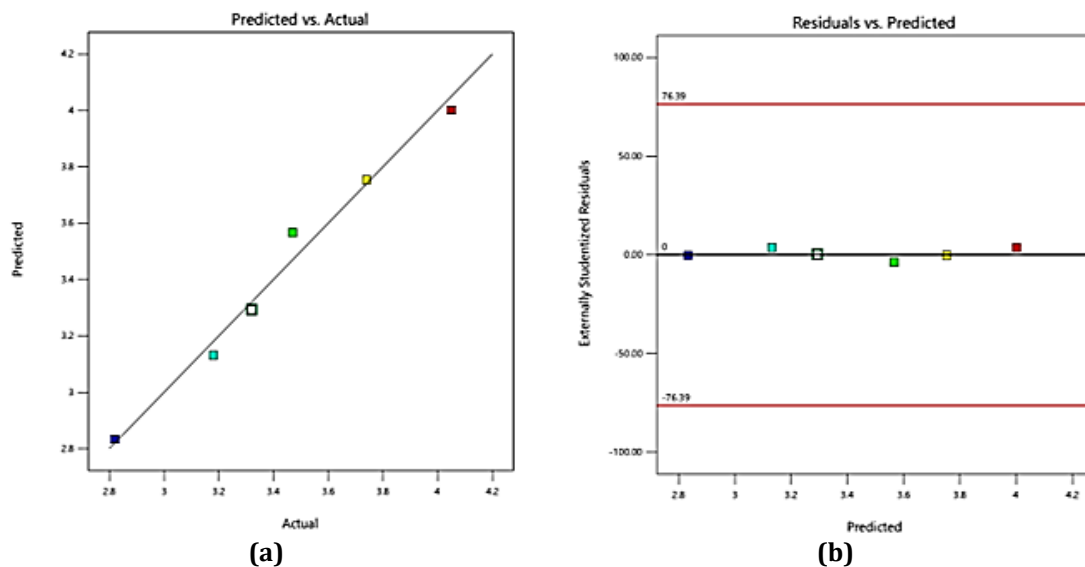 Predicted vs. Actual
4.2
4
3.8
3.6
3.4
3.2
3
2.8
Predicted
2.8 3 3.2 3.4 3.6 3.8 4 4.2
Actual
(a)
Residuals vs. Predicted
100.00
76.39
50.00
0
0.00
-50.00
-76.39
-100.00
Externally Studentized Residuals
2.8 3 3.2 3.4 3.6 3.8 4 4.2
Predicted
(b)